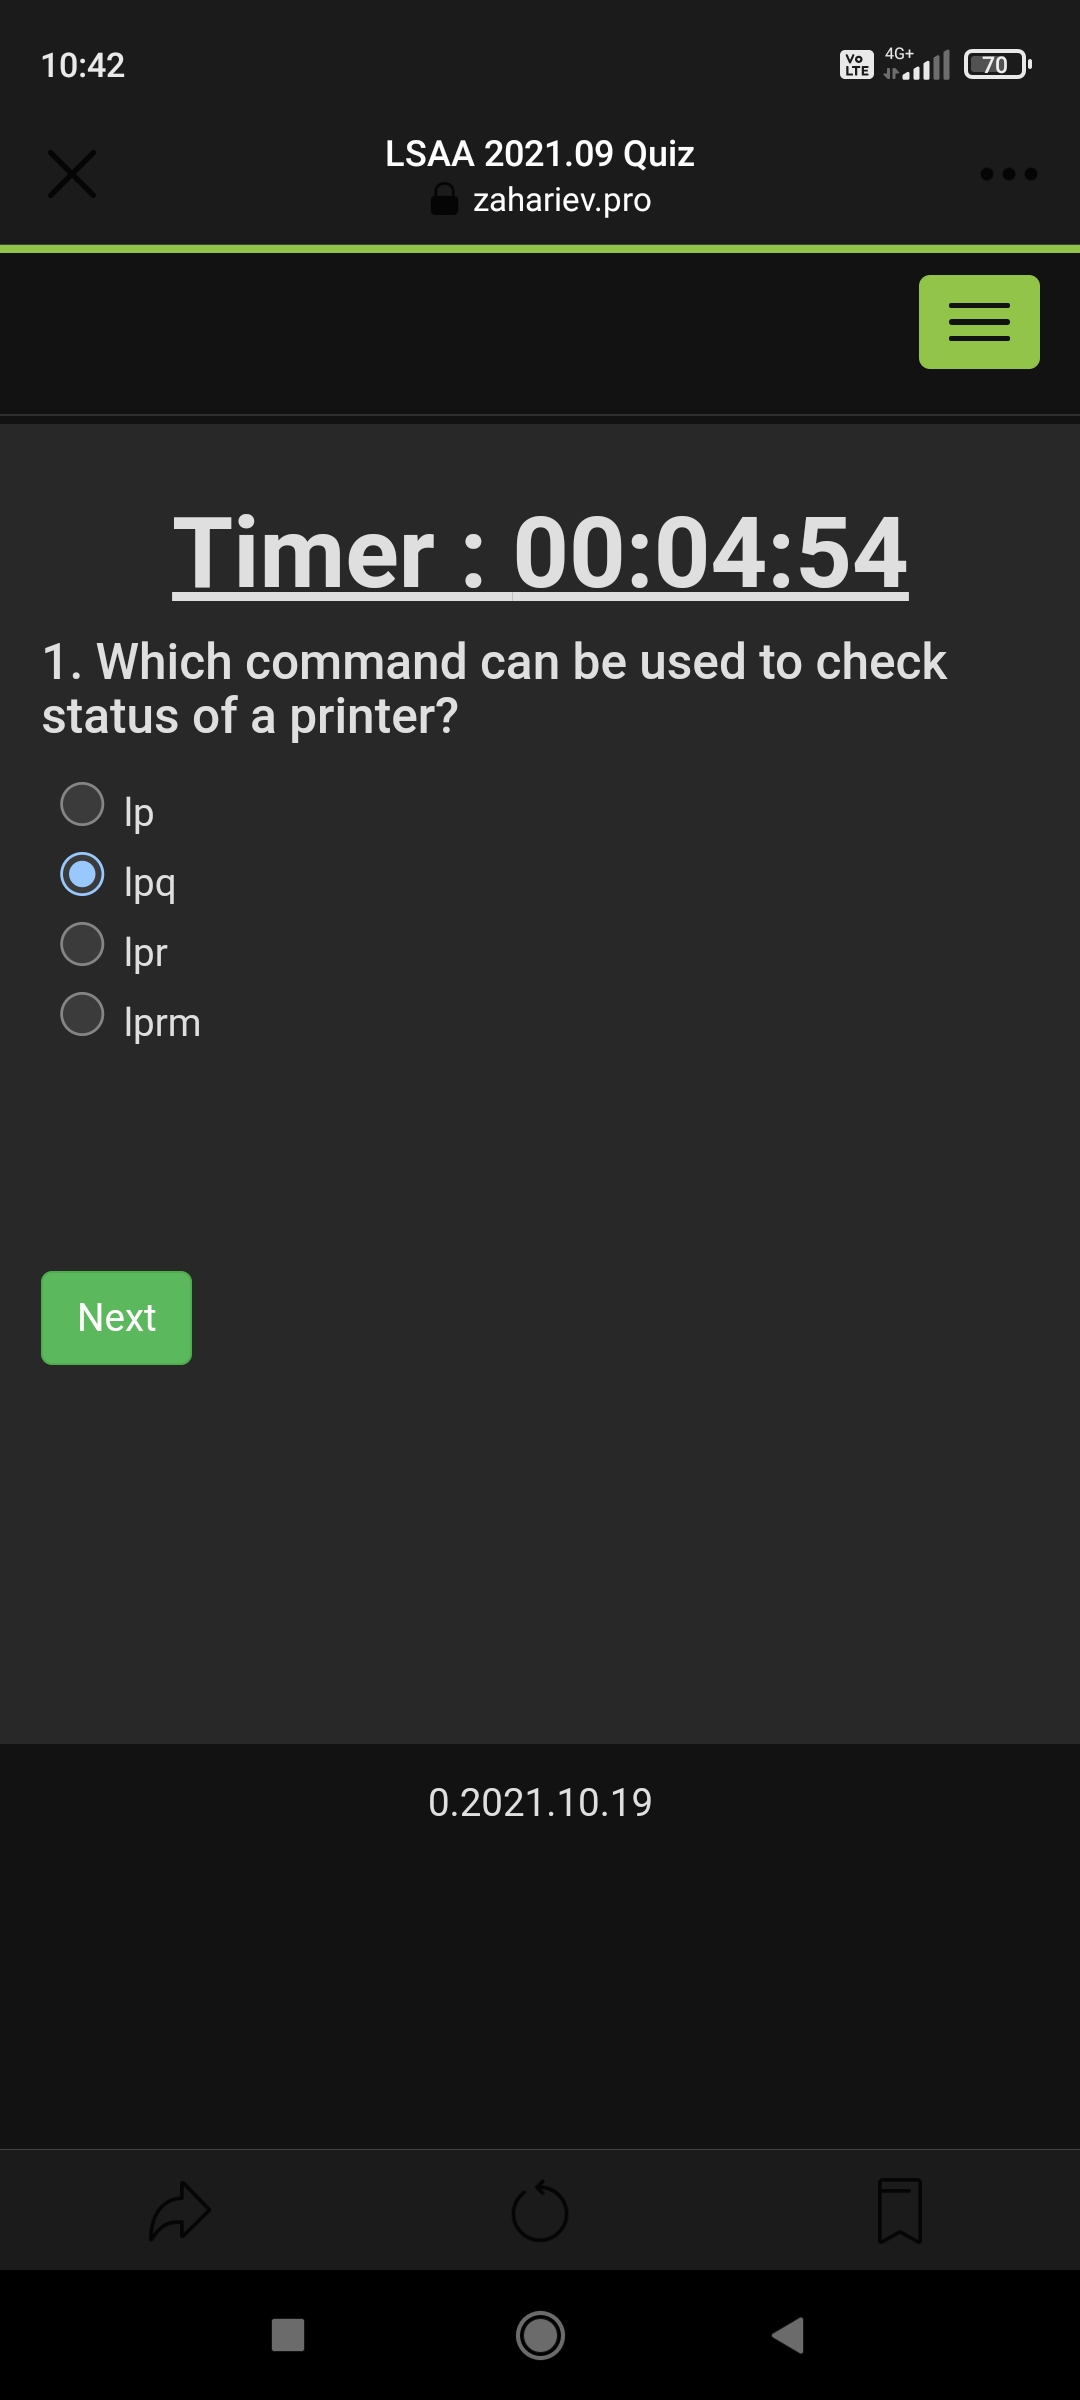 10:42
Vo LTE 4G+ 70
LSAA 2021.09 Quiz
zahariev.pro
Timer : 00:04:54
1. Which command can be used to check
status of a printer?
lp
lpq
lpr
lprm
Next
0.2021.10.19